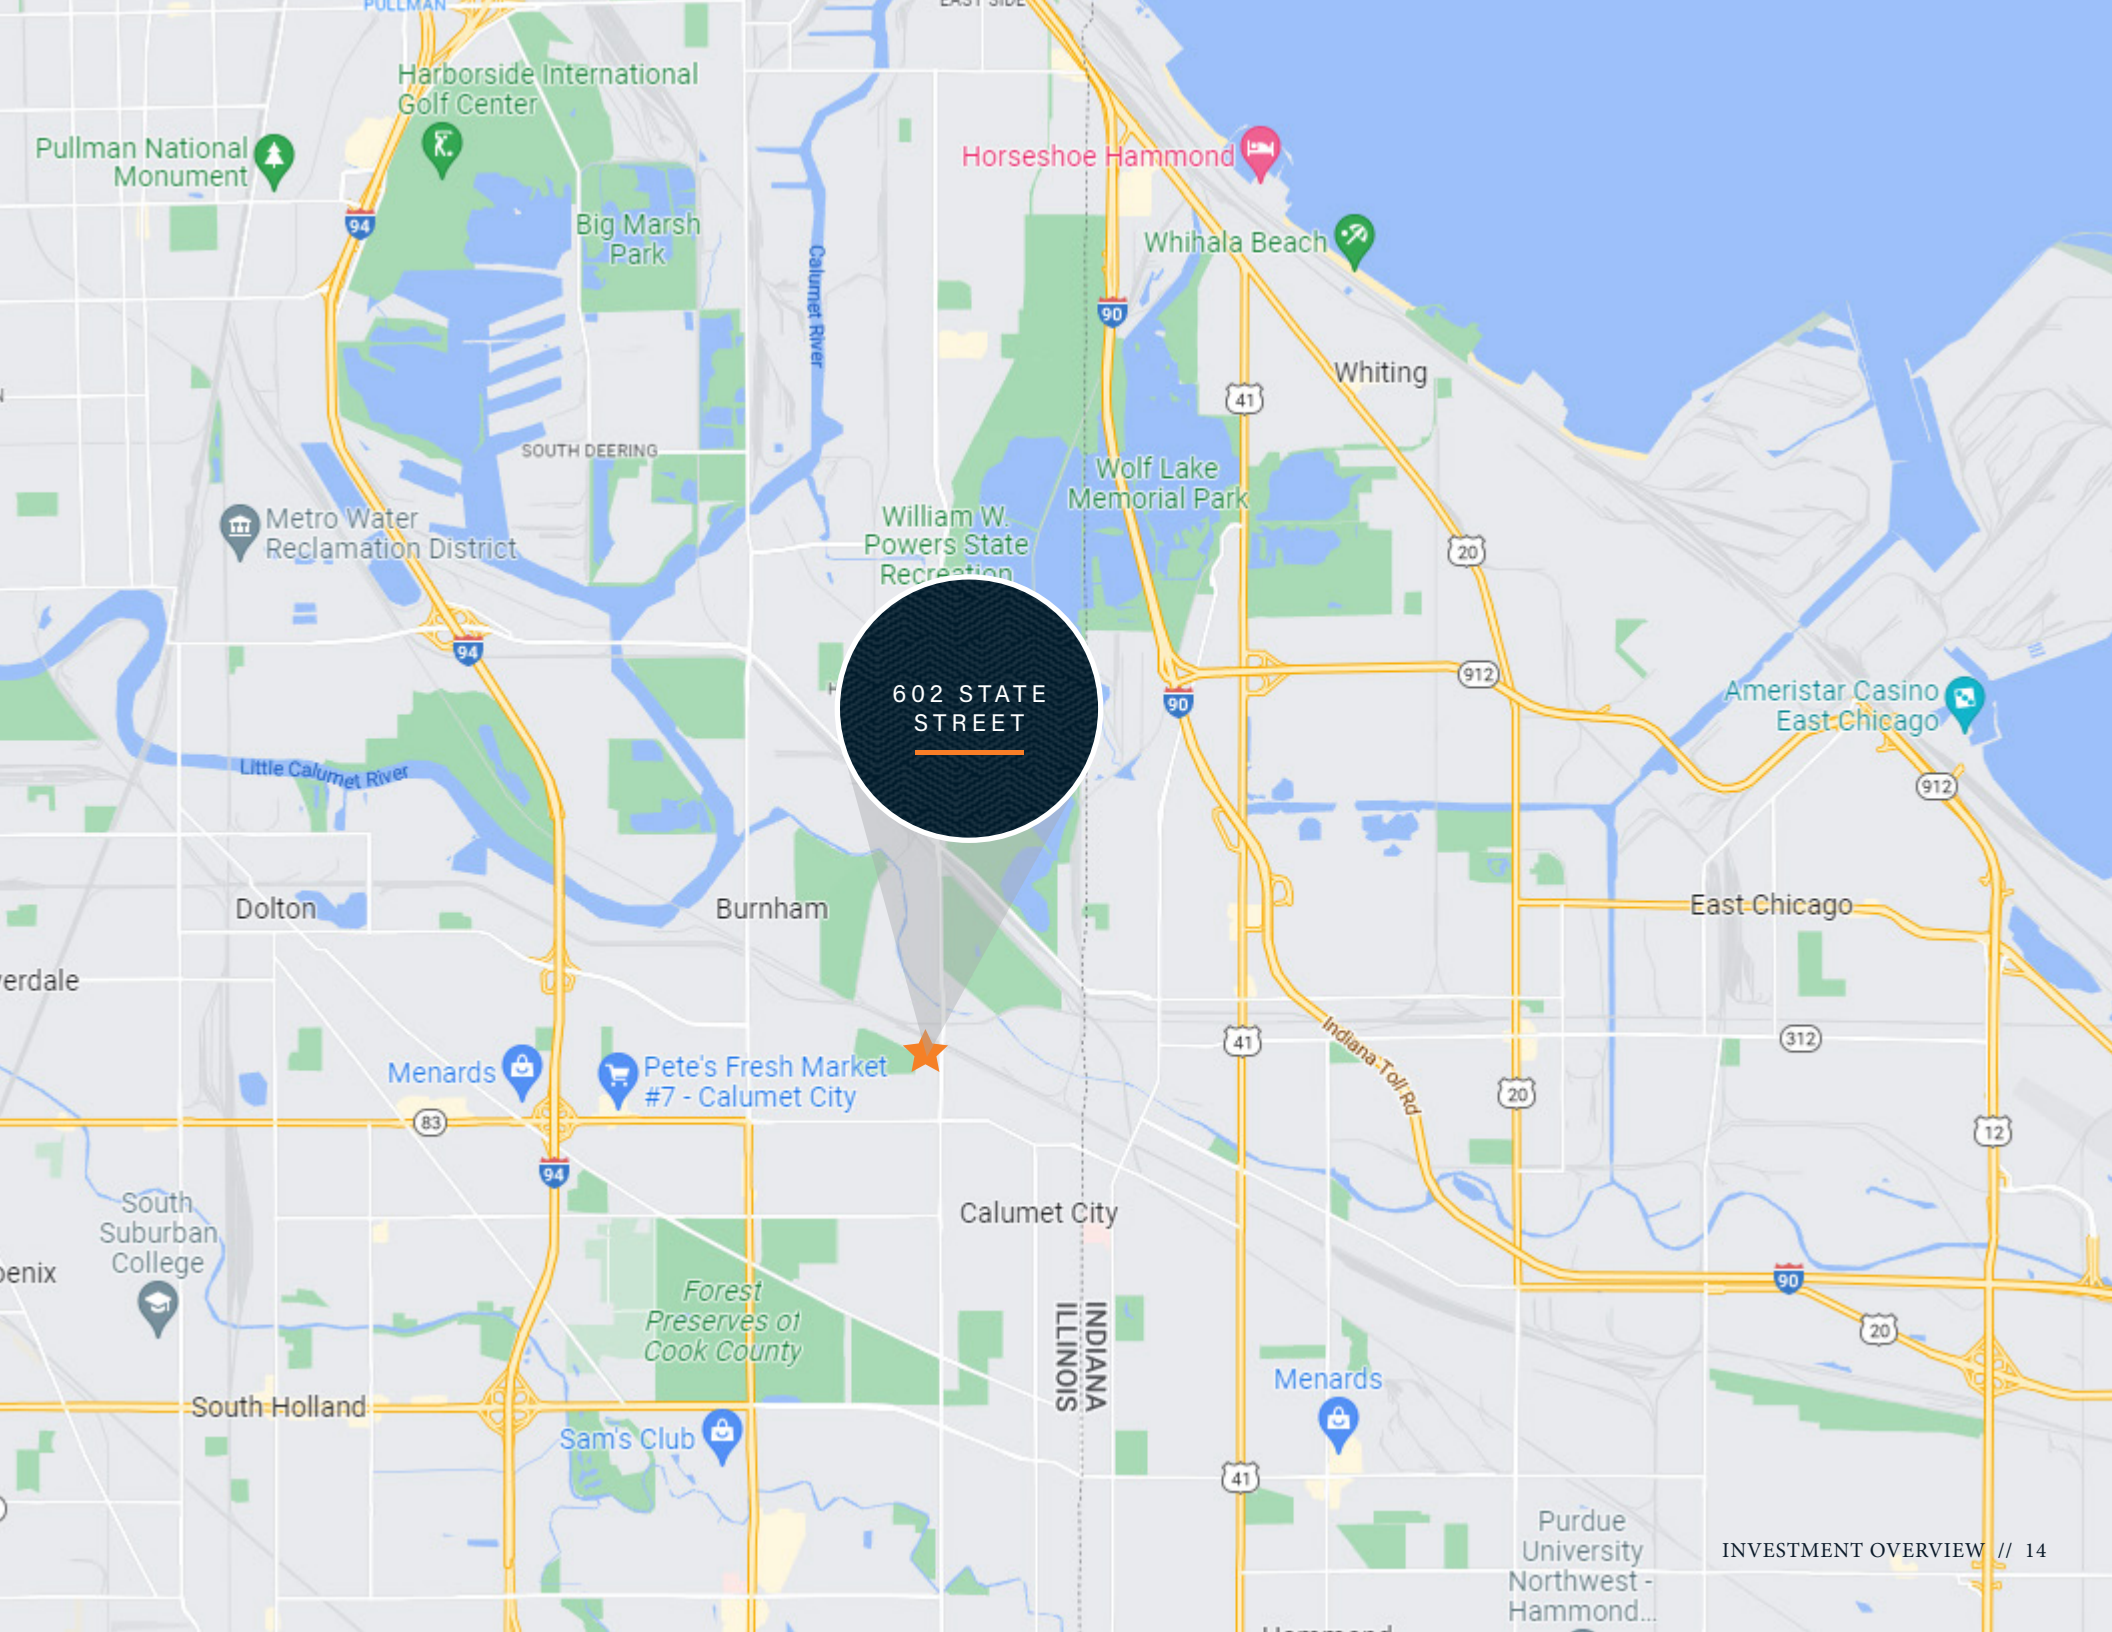 PULLMAN
EAST SIDE
Harborside International
Golf Center
Pullman National
Monument
94
Big Marsh
Park
Calumet River
Horseshoe Hammond
Whihala Beach
90
Whiting
41
SOUTH DEERING
Wolf Lake
Memorial Park
Metro Water
Reclamation District
William W.
Powers State
Recreation
20
94
602 STATE
STREET
90
912
Ameristar Casino
East Chicago
Little Calumet River
912
Dolton
Burnham
East Chicago
erdale
41
Indiana Toll Rd
312
Menards
Pete's Fresh Market
#7 - Calumet City
83
20
12
94
South
Suburban
College
Calumet City
oenix
Forest
Preserves of
Cook County
ILLINOIS
INDIANA
90
20
Menards
South Holland
Sam's Club
41
Purdue
University
Northwest -
Hammond...
INVESTMENT OVERVIEW // 14